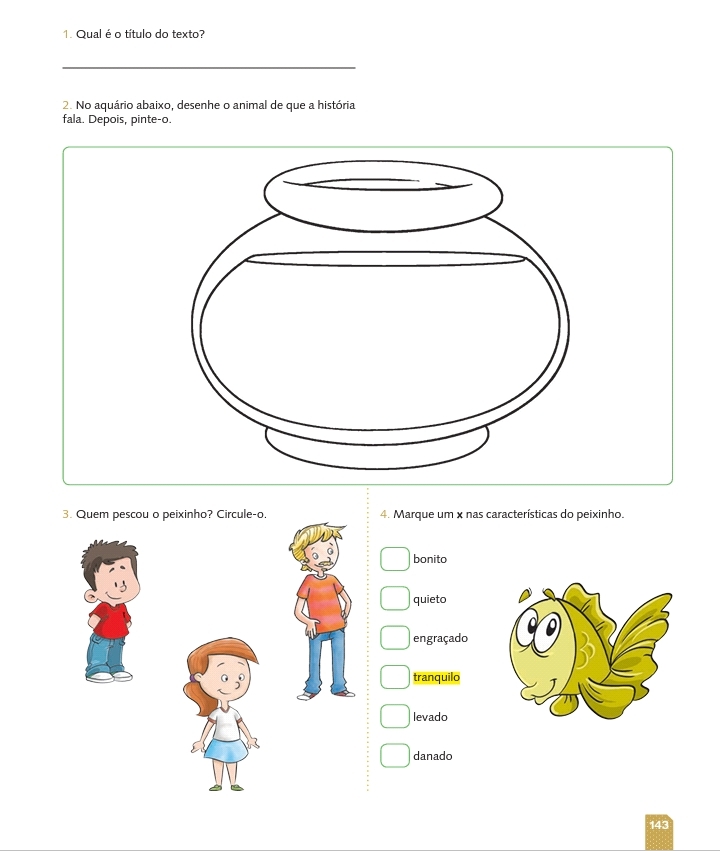 1. Qual é o título do texto?
2. No aquário abaixo, desenhe o animal de que a história
fala. Depois, pinte-o.
3. Quem pescou o peixinho? Circule-o.
4. Marque um x nas características do peixinho.
bonito
quieto
engraçado
tranquilo
levado
danado
143